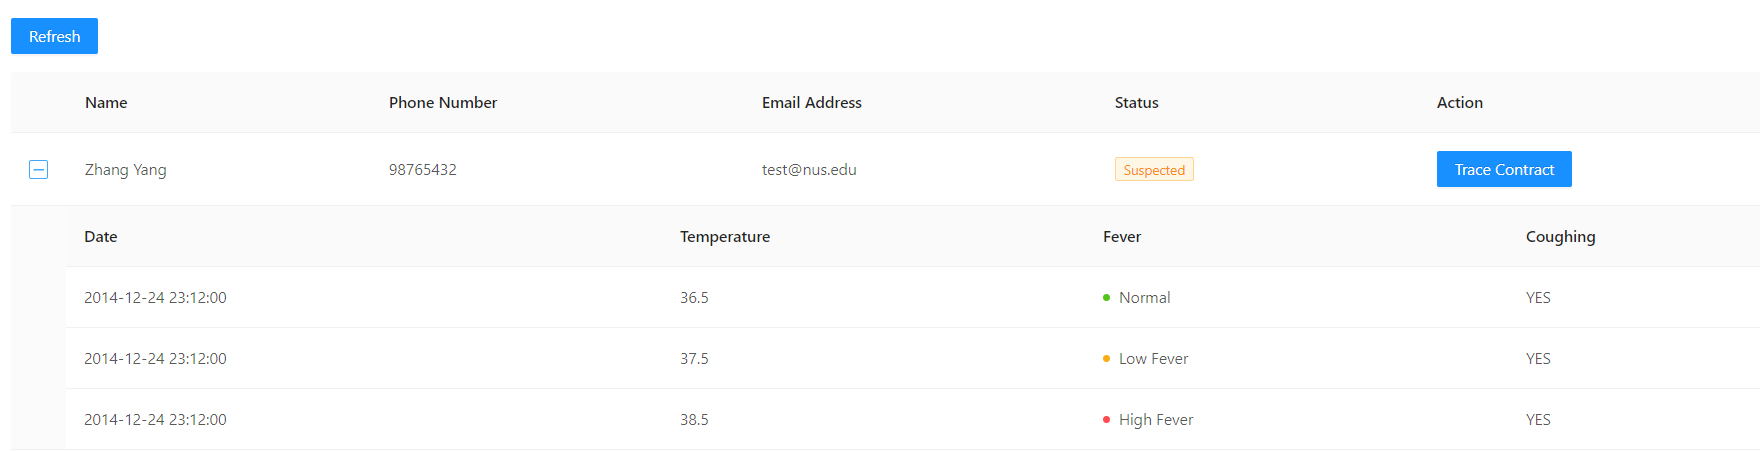 Refresh
Name Phone Number Email Address Status Action
Zhang Yang 98765432 test@nus.edu Suspected Trace Contract
Date Temperature Fever Coughing
2014-12-24 23:12:00 36.5 Normal YES
2014-12-24 23:12:00 37.5 Low Fever YES
2014-12-24 23:12:00 38.5 High Fever YES